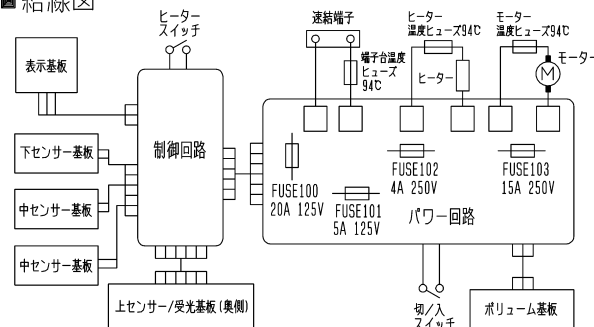 ■結線図
ヒーター
スイッチ
速結端子
ヒーター
温度ヒューズ94℃
モーター
温度ヒューズ94℃
モーター
M
端子台温度
ヒューズ
94℃
ヒーター
表示基板
制御回路
下センサー基板
中センサー基板
中センサー基板
FUSE100
20A 125V
FUSE101
5A 125V
FUSE102
4A 250V
FUSE103
15A 250V
パワー回路
上センサー/受光基板(奥側)
切/入
スイッチ
ボリューム基板